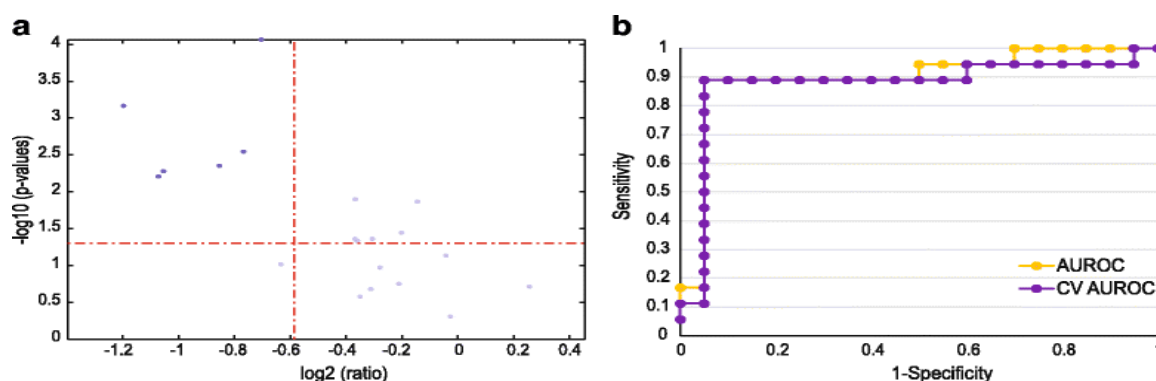 a
4
3.5
3
2.5
2
1.5
1
0.5
0
-log10 (p-values)
-1.2 -1 -0.8 -0.6 -0.4 -0.2 0 0.2 0.4
log2 (ratio)
b
1
0.9
0.8
0.7
0.6
0.5
0.4
0.3
0.2
0.1
0
Sensitivity
AUROC
CV AUROC
0 0.2 0.4 0.6 0.8 1
1-Specificity